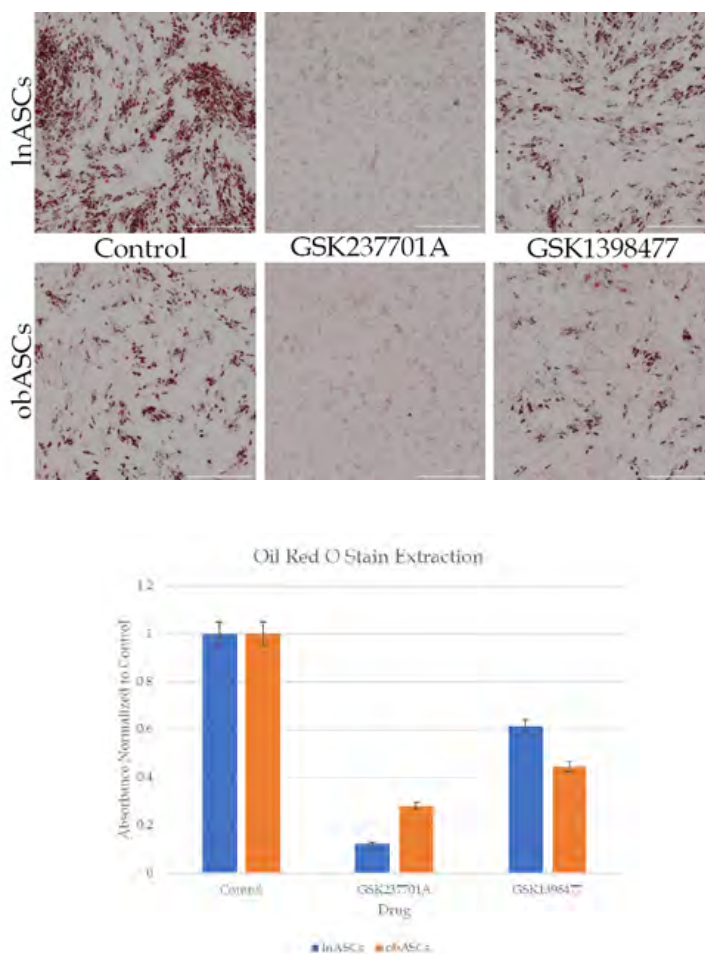 lnASCs
Control GSK237701A GSK1398477
obASCs
Oil Red O Stain Extraction
Absorbance Normalized to Control
1.2
1
0.8
0.6
0.4
0.2
0
Control GSK237701A GSK1398477
Drug
lnASCs obASCs